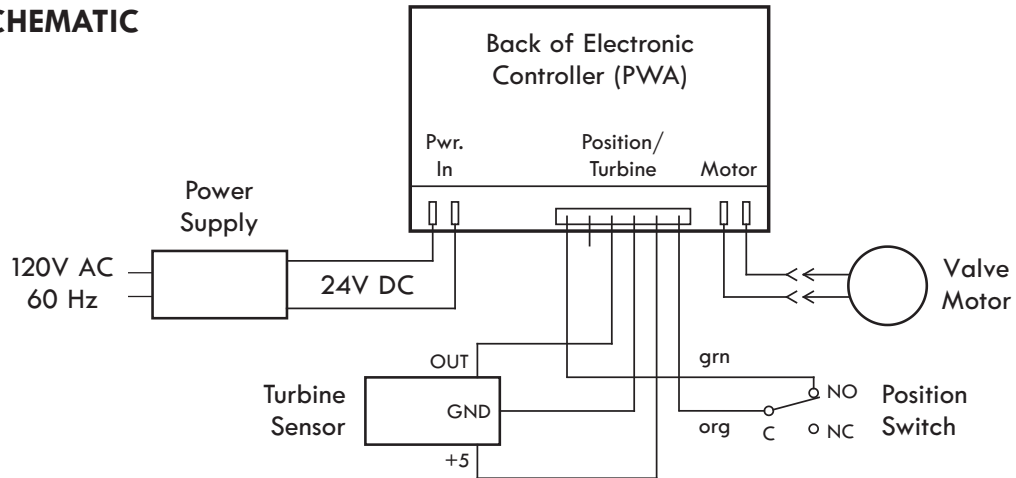 CHEMATIC
Back of Electronic
Controller (PWA)
Pwr.
In
Position/
Turbine
Motor
Power
Supply
120V AC
60 Hz
24V DC
Valve
Motor
OUT
grn
Turbine
Sensor
GND
NO
Position
Switch
org
C
NC
+5